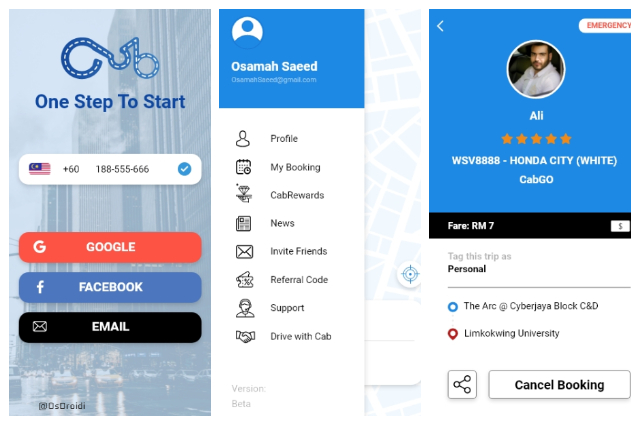 Cab
One Step To Start
+60 188-555-666
GOOGLE
FACEBOOK
EMAIL
@OsDroidi
Osamah Saeed
OsamahSaeed@gmail.com
Profile
My Booking
CabRewards
News
Invite Friends
Referral Code
Support
Drive with Cab
Version:
Beta
EMERGENCY
Ali
WSV8888 - HONDA CITY (WHITE)
CabGO
Fare: RM 7
$
Tag this trip as
Personal
The Arc @ Cyberjaya Block C&D
Limkokwing University
Cancel Booking